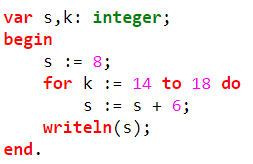 var s,k: integer;
begin
    s := 8;
    for k := 14 to 18 do
        s := s + 6;
    writeln(s);
end.